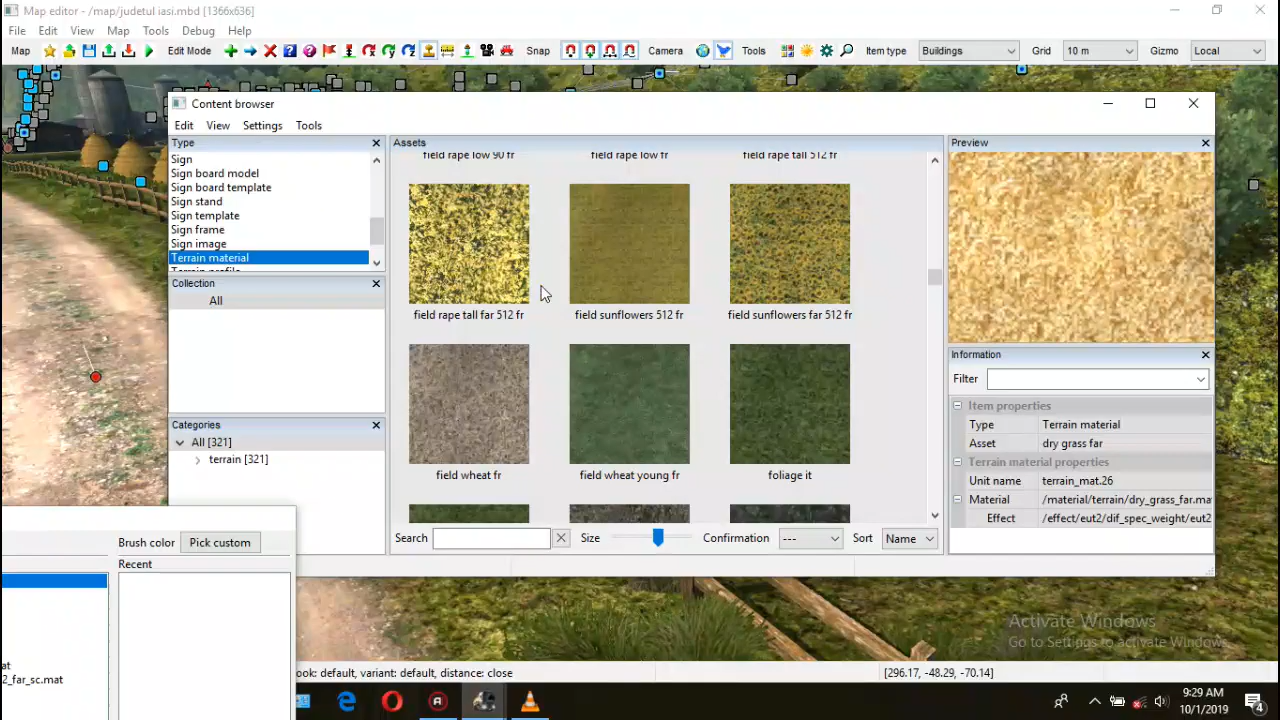 Map editor - /map/judetul iasi.mbd [1366x636]
File Edit View Map Tools Debug Help
Map Edit Mode Snap Camera Tools Item type Buildings Grid 10 m Gizmo Local
Content browser
Edit View Settings Tools
Type
Sign
Sign board model
Sign board template
Sign stand
Sign template
Sign frame
Sign image
Terrain material
Terrain profile
Collection
All
Categories
All [321]
terrain [321]
Assets
field rape low 90 fr field rape low fr field rape tall 512 fr
field rape tall far 512 fr field sunflowers 512 fr field sunflowers far 512 fr
field wheat fr field wheat young fr foliage it
Search Size Confirmation --- Sort Name
Preview
Information
Filter
Item properties
Type Terrain material
Asset dry grass far
Terrain material properties
Unit name terrain_mat.26
Material /material/terrain/dry_grass_far.mat
Effect /effect/eut2/dif_spec_weight/eut2
Brush color Pick custom
Recent
at
2_far_sc.mat
Activate Windows
Go to Settings to activate Windows.
ook: default, variant: default, distance: close [296.17, -48.29, -70.14]
9:29 AM
10/1/2019
4